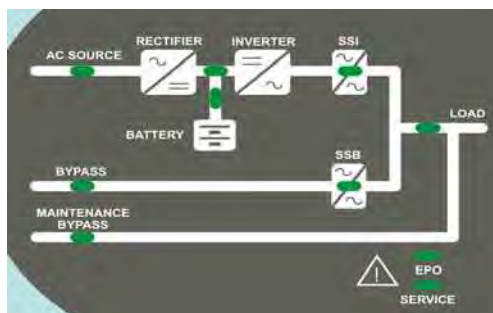 RECTIFIER INVERTER SSI
AC SOURCE
LOAD
BATTERY
SSB
BYPASS
MAINTENANCE
BYPASS
EPO
SERVICE